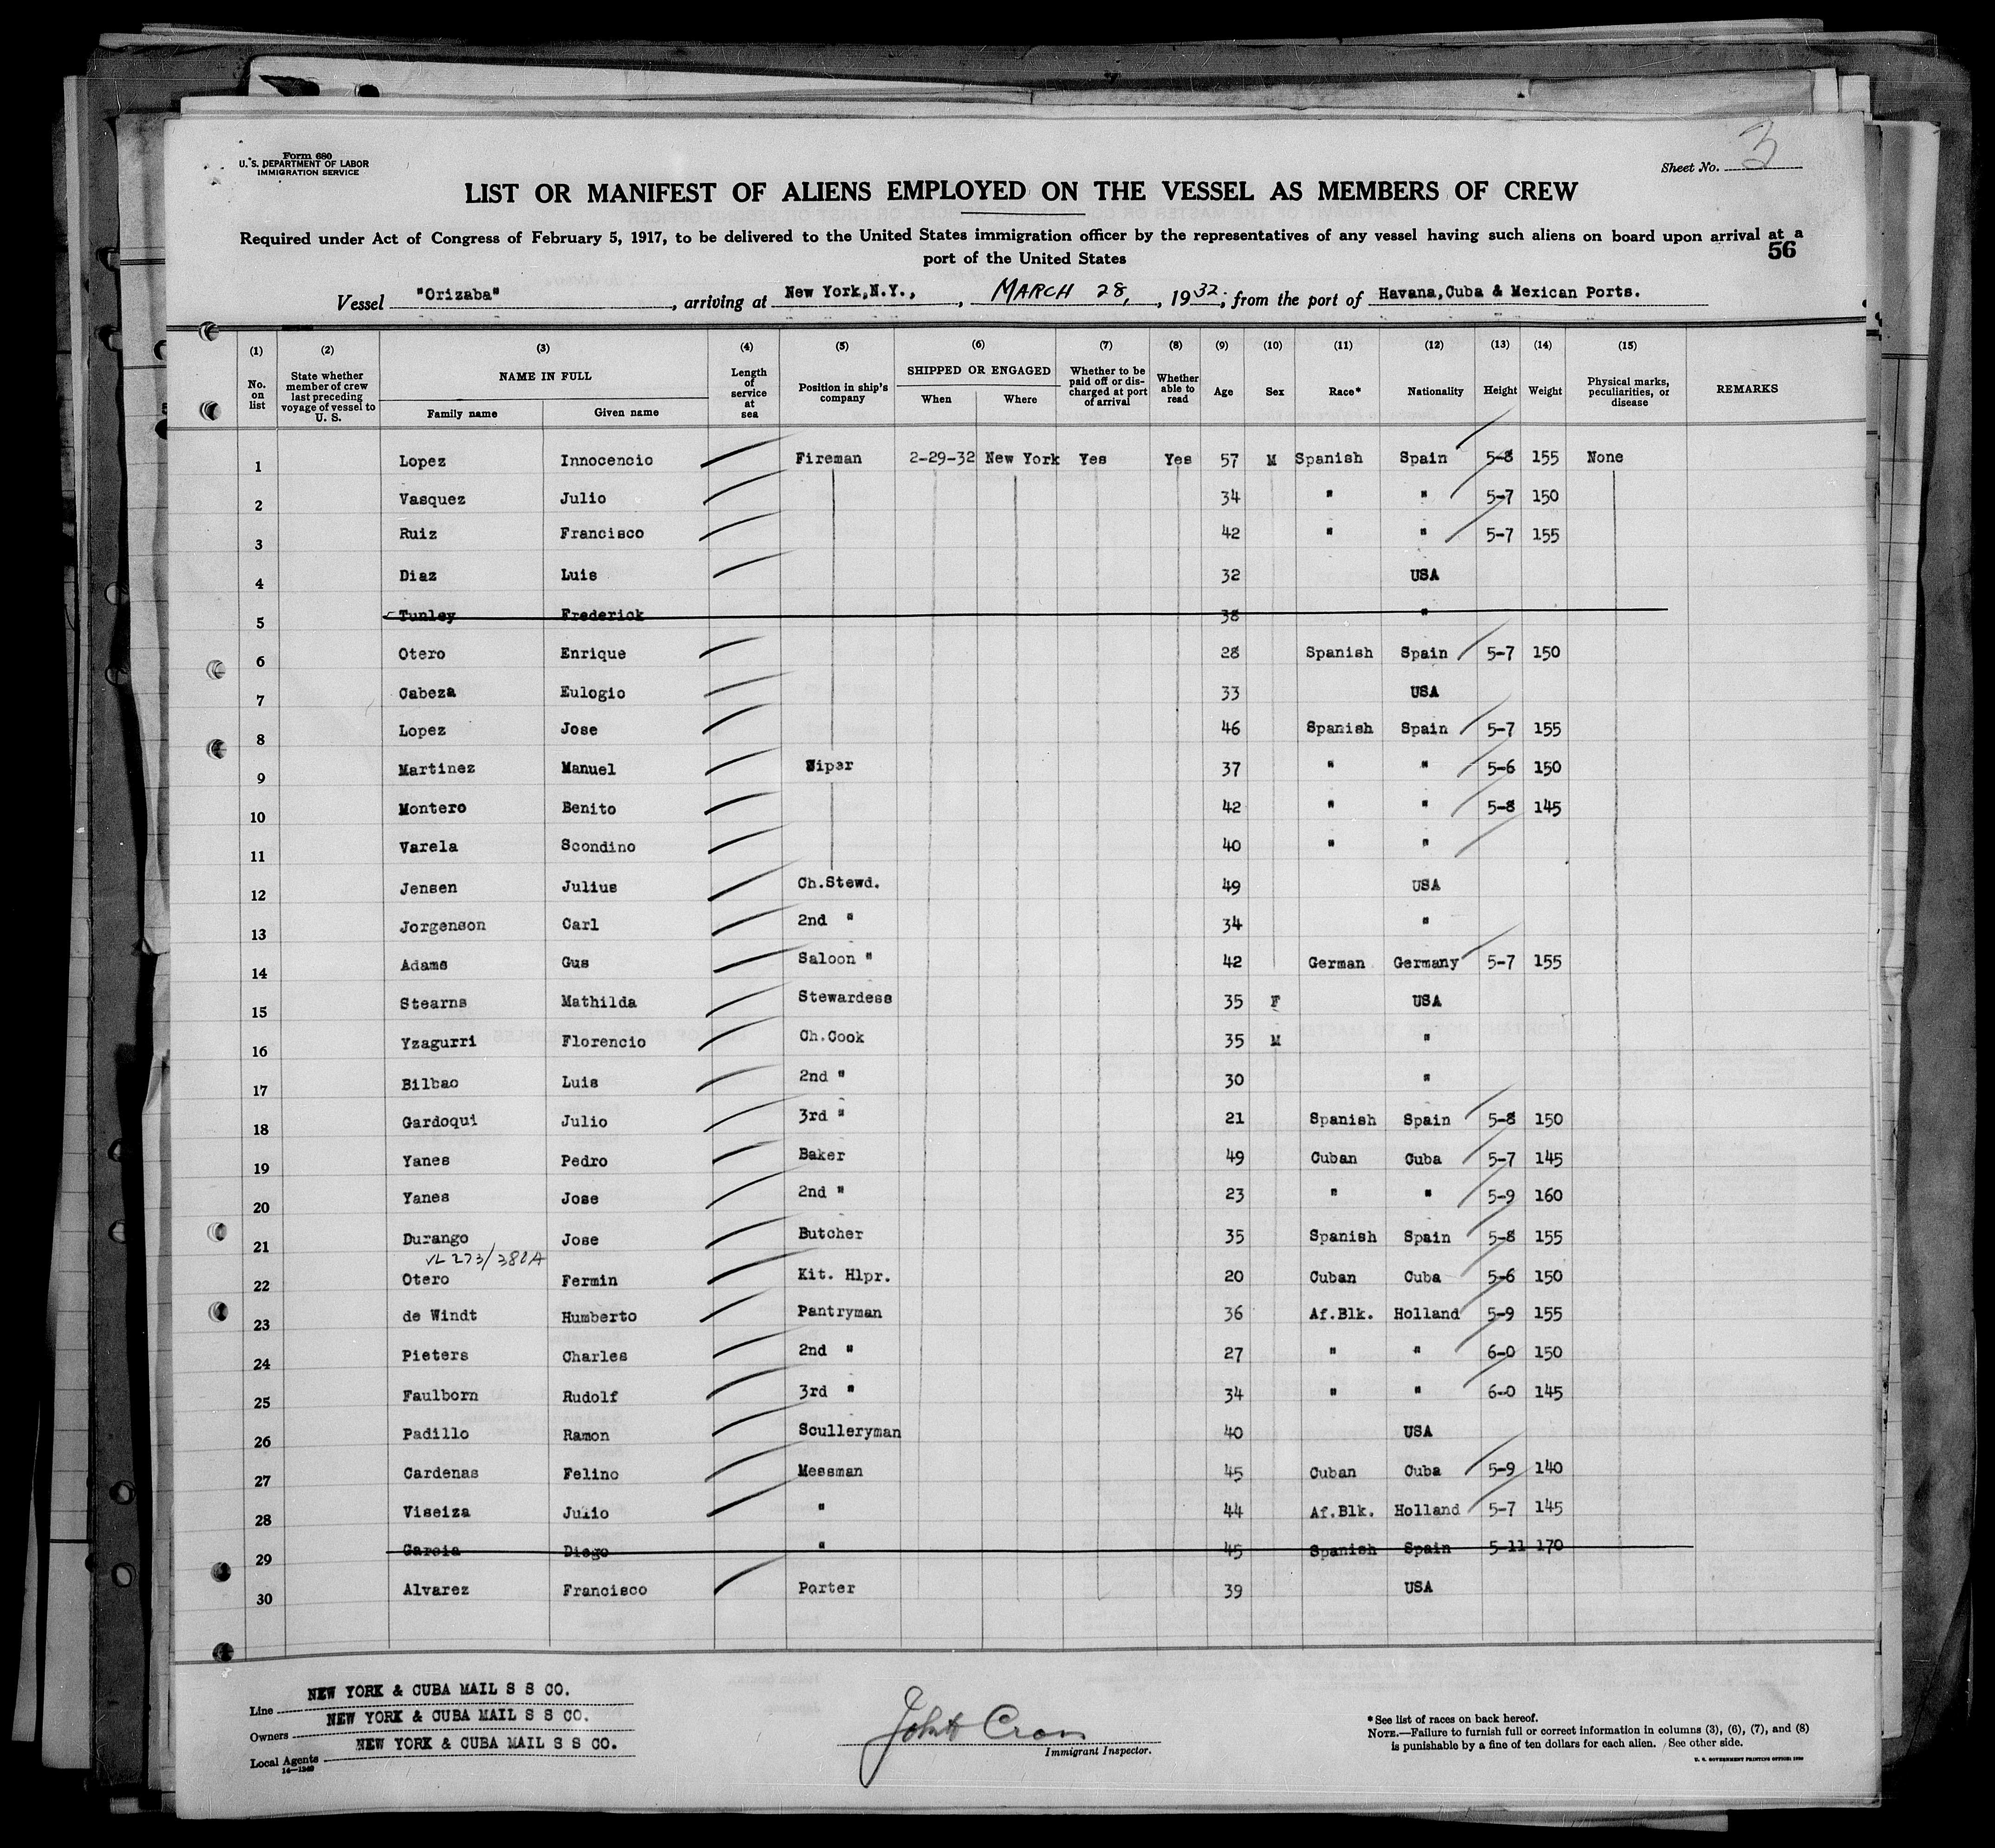 Form 680
U. S. DEPARTMENT OF LABOR
IMMIGRATION SERVICE
Sheet No. 3
LIST OR MANIFEST OF ALIENS EMPLOYED ON THE VESSEL AS MEMBERS OF CREW
Required under Act of Congress of February 5, 1917, to be delivered to the United States immigration officer by the representatives of any vessel having such aliens on board upon arrival at a
port of the United States
56
Vessel "Orizaba", arriving at New York,N.Y., , MARCH 28, , 1932; from the port of Havana,Cuba & Mexican Ports.
(1) (2) (3) (4) (5) (6) (7) (8) (9) (10) (11) (12) (13) (14) (15)
No. on list State whether member of crew last preceding voyage of vessel to U. S. NAME IN FULL Family name Given name Length of service at sea Position in ship's company SHIPPED OR ENGAGED When Where Whether to be paid off or discharged at port of arrival Whether able to read Age Sex Race* Nationality Height Weight Physical marks, peculiarities, or disease REMARKS
1 Lopez Innocencio Fireman 2-29-32 New York Yes Yes 57 M Spanish Spain 5-8 155 None
2 Vasquez Julio 34 " " 5-7 150
3 Ruiz Francisco 42 " " 5-7 155
4 Diaz Luis 32 USA
5 Tunley Frederick 38 "
6 Otero Enrique 28 Spanish Spain 5-7 150
7 Cabeza Eulogio 33 USA
8 Lopez Jose 46 Spanish Spain 5-7 155
9 Martinez Manuel Wiper 37 " " 5-6 150
10 Montero Benito 42 " " 5-8 145
11 Varela Scondino 40 " "
12 Jensen Julius Ch.Stewd. 49 USA
13 Jorgenson Carl 2nd " 34 "
14 Adams Gus Saloon " 42 German Germany 5-7 155
15 Stearns Mathilda Stewardess 35 F USA
16 Yzagurri Florencio Ch.Cook 35 M "
17 Bilbao Luis 2nd " 30 "
18 Gardoqui Julio 3rd " 21 Spanish Spain 5-8 150
19 Yanes Pedro Baker 49 Cuban Cuba 5-7 145
20 Yanes Jose 2nd " 23 " " 5-9 160
21 Durango Jose Butcher 35 Spanish Spain 5-8 155
22 Otero Fermin Kit. Hlpr. 20 Cuban Cuba 5-6 150
23 de Windt Humberto Pantryman 36 Af.Blk. Holland 5-9 155
24 Pieters Charles 2nd " 27 " " 6-0 150
25 Faulborn Rudolf 3rd " 34 " " 6-0 145
26 Padillo Ramon Sculleryman 40 USA
27 Cardenas Felino Messman 45 Cuban Cuba 5-9 140
28 Viseiza Julio " 44 Af.Blk. Holland 5-7 145
29 Garcia Diego " 45 Spanish Spain 5-11 170
30 Alvarez Francisco Porter 39 USA
Line NEW YORK & CUBA MAIL S S CO.
Owners NEW YORK & CUBA MAIL S S CO.
Local Agents NEW YORK & CUBA MAIL S S CO.
14—1240
Immigrant Inspector.
*See list of races on back hereof.
NOTE.—Failure to furnish full or correct information in columns (3), (6), (7), and (8)
is punishable by a fine of ten dollars for each alien. See other side.